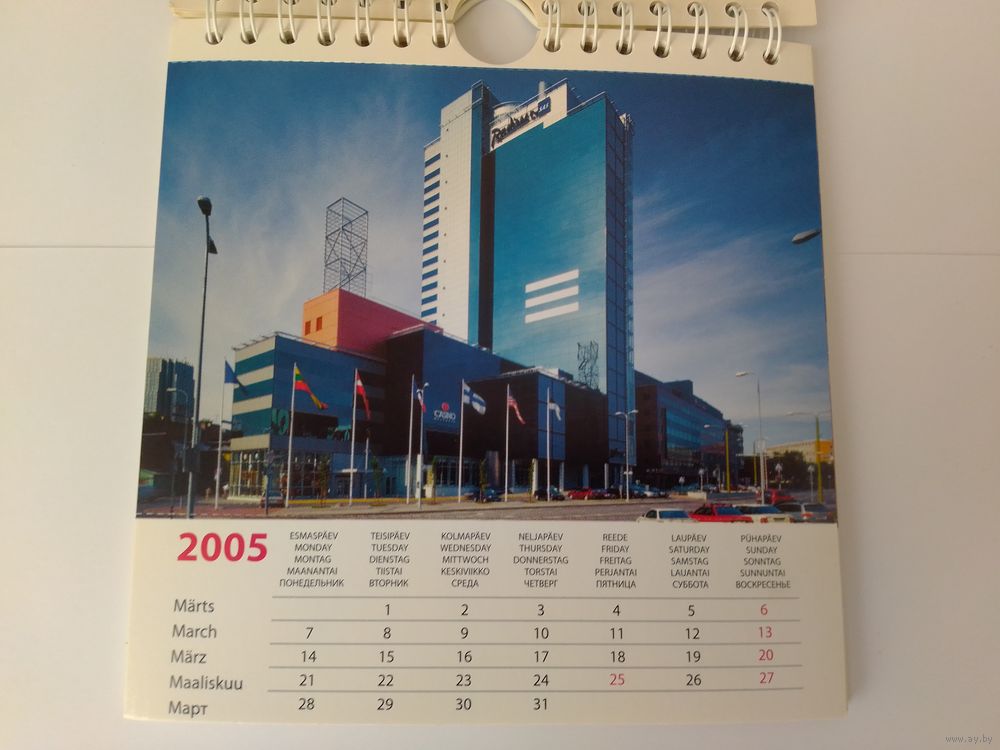 Radisson SAS
CASINO
2005
ESMASPÄEV TEISIPÄEV KOLMAPÄEV NELJAPÄEV REEDE LAUPÄEV PÜHAPÄEV
MONDAY TUESDAY WEDNESDAY THURSDAY FRIDAY SATURDAY SUNDAY
MONTAG DIENSTAG MITTWOCH DONNERSTAG FREITAG SAMSTAG SONNTAG
MAANANTAI TIISTAI KESKIVIIKKO TORSTAI PERJANTAI LAUANTAI SUNNUNTAI
ПОНЕДЕЛЬНИК ВТОРНИК СРЕДА ЧЕТВЕРГ ПЯТНИЦА СУББОТА ВОСКРЕСЕНЬЕ
Märts 1 2 3 4 5 6
March 7 8 9 10 11 12 13
März 14 15 16 17 18 19 20
Maaliskuu 21 22 23 24 25 26 27
Март 28 29 30 31
www.ay.by